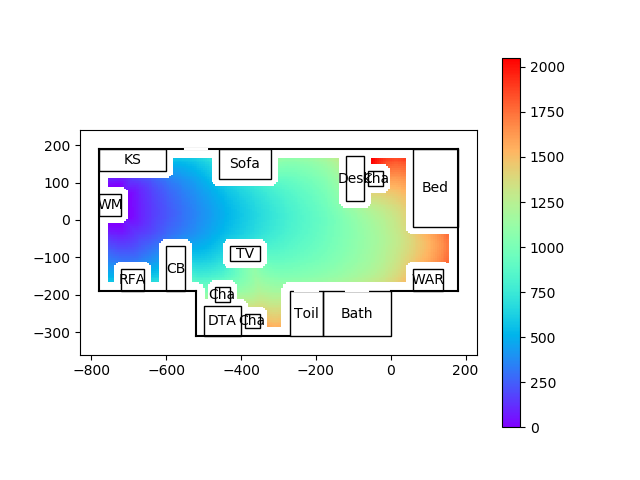 2000
1750
1500
1250
1000
750
500
250
0
200
100
0
−100
−200
−300
KS
Sofa
Desk
Cha
Bed
WM
TV
CB
RFA
WAR
Cha
DTA
Cha
Toil
Bath
−800
−600
−400
−200
0
200